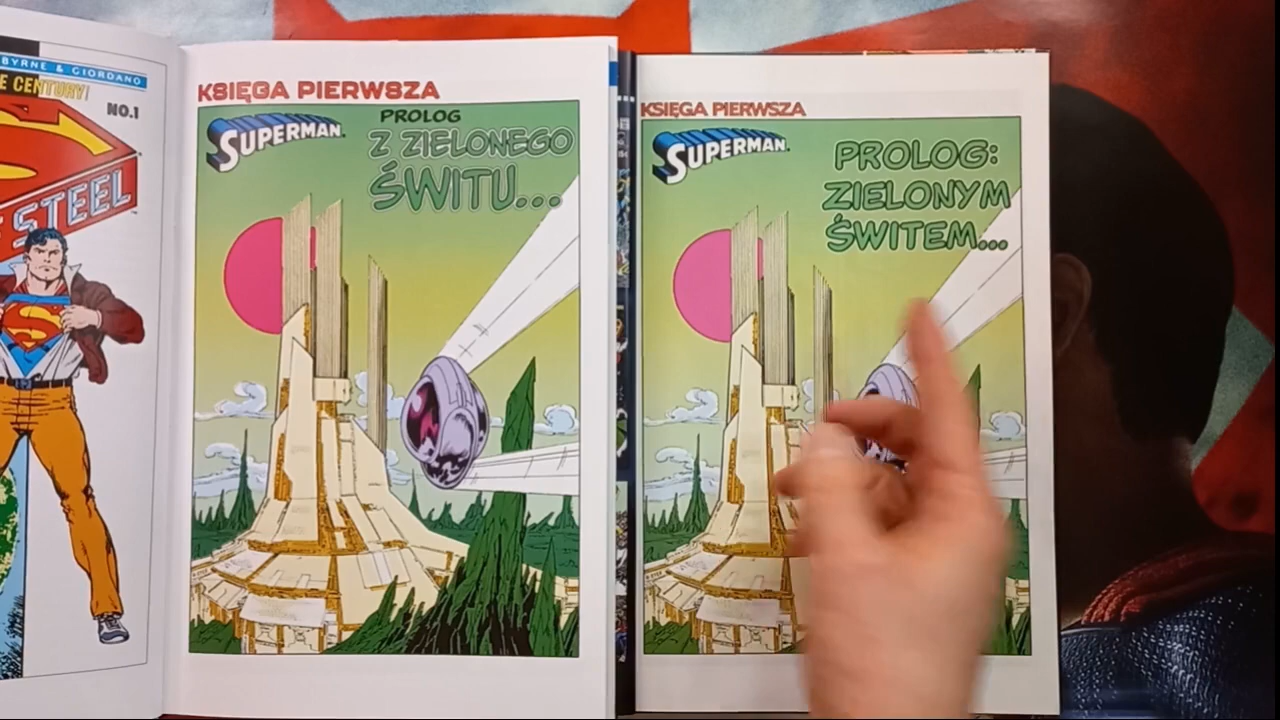 BYRNE & GIORDANO
E CENTURY!
NO.1
STEEL
KSIĘGA PIERWSZA
SUPERMAN
PROLOG
Z ZIELONEGO
ŚWITU...
KSIĘGA PIERWSZA
SUPERMAN
PROLOG:
ZIELONYM
ŚWITEM...